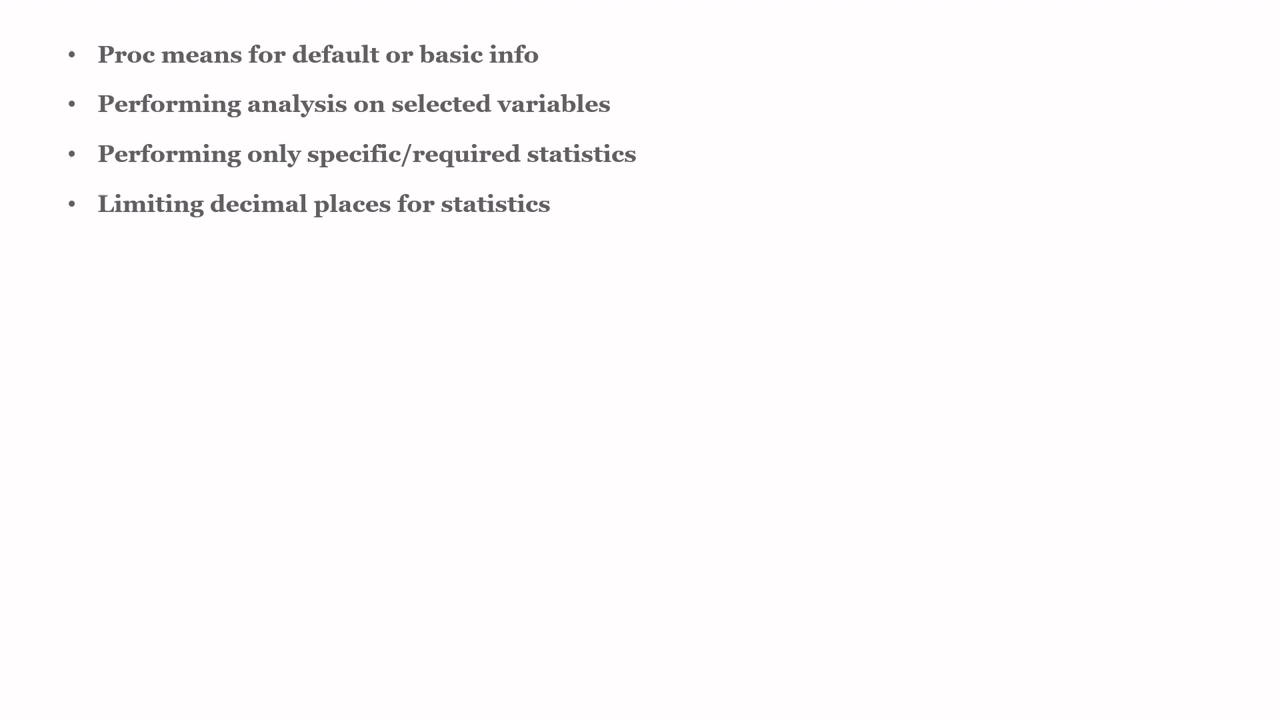 • Proc means for default or basic info
• Performing analysis on selected variables
• Performing only specific/required statistics
• Limiting decimal places for statistics